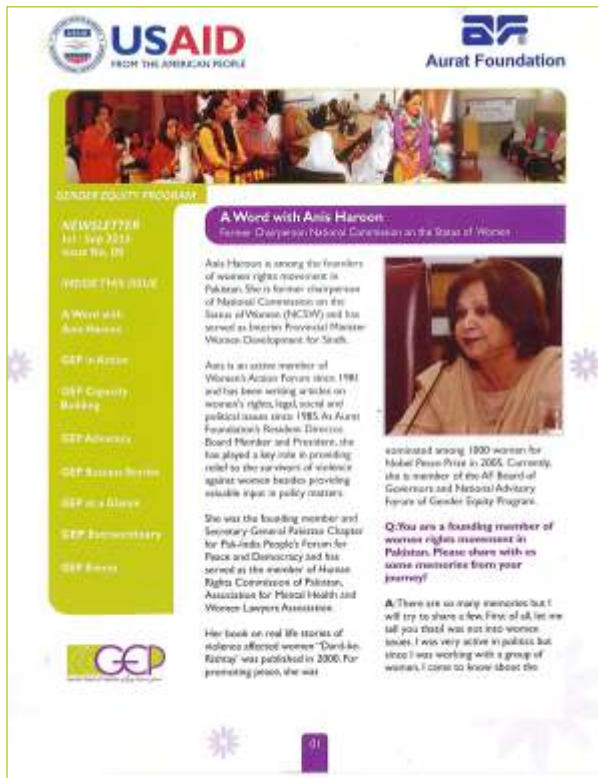 USAID
FROM THE AMERICAN PEOPLE
Aurat Foundation
GENDER EQUITY PROGRAM
NEWSLETTER
Jul - Sep 2013
Issue No. 09
INSIDE THIS ISSUE
A Word with
Anis Haroon
GEP in Action
GEP Capacity
Building
GEP Advocacy
GEP Success Stories
GEP at a Glance
GEP Extraordinary
GEP Events
GEP
A Word with Anis Haroon
Former Chairperson National Commission on the Status of Women
Anis Haroon is among the founders
of women rights movement in
Pakistan. She is former chairperson
of National Commission on the
Status of Women (NCSW) and has
served as Interim Provincial Minister
Women Development for Sindh.
Anis is an active member of
Women's Action Forum since 1981
and has been writing articles on
women's rights, legal, social and
political issues since 1985. As Aurat
Foundation's Resident Director,
Board Member and President, she
has played a key role in providing
relief to the survivors of violence
against women besides providing
valuable input in policy matters.
She was the founding member and
Secretary General Pakistan Chapter
for Pak-India People's Forum for
Peace and Democracy and has
served as the member of Human
Rights Commission of Pakistan,
Association for Mental Health and
Women Lawyers Association.
Her book on real life stories of
violence affected women "Dard-ke-
Rishtay' was published in 2000. For
promoting peace, she was
nominated among 1000 women for
Nobel Peace Prize in 2005. Currently,
she is member of the AF Board of
Governors and National Advisory
Forum of Gender Equity Program.
Q: You are a founding member of
women rights movement in
Pakistan. Please share with us
some memories from your
journey?
A: There are so many memories but I
will try to share a few. First of all, let me
tell you that I was not into women
issues. I was very active in politics but
since I was working with a group of
women, I came to know about the
01